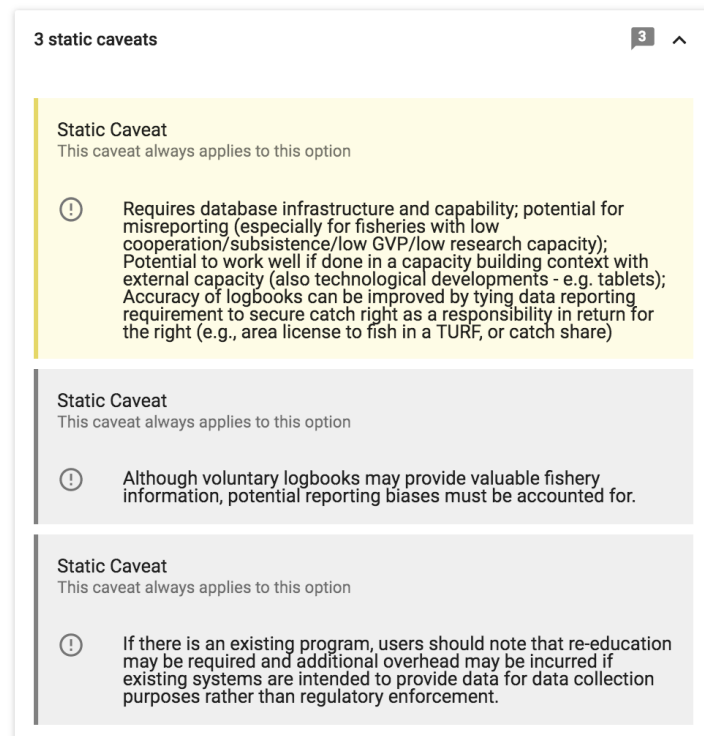 3 static caveats
3
Static Caveat
This caveat always applies to this option
Requires database infrastructure and capability; potential for
misreporting (especially for fisheries with low
cooperation/subsistence/low GVP/low research capacity);
Potential to work well if done in a capacity building context with
external capacity (also technological developments - e.g. tablets);
Accuracy of logbooks can be improved by tying data reporting
requirement to secure catch right as a responsibility in return for
the right (e.g., area license to fish in a TURF, or catch share)
Static Caveat
This caveat always applies to this option
Although voluntary logbooks may provide valuable fishery
information, potential reporting biases must be accounted for.
Static Caveat
This caveat always applies to this option
If there is an existing program, users should note that re-education
may be required and additional overhead may be incurred if
existing systems are intended to provide data for data collection
purposes rather than regulatory enforcement.